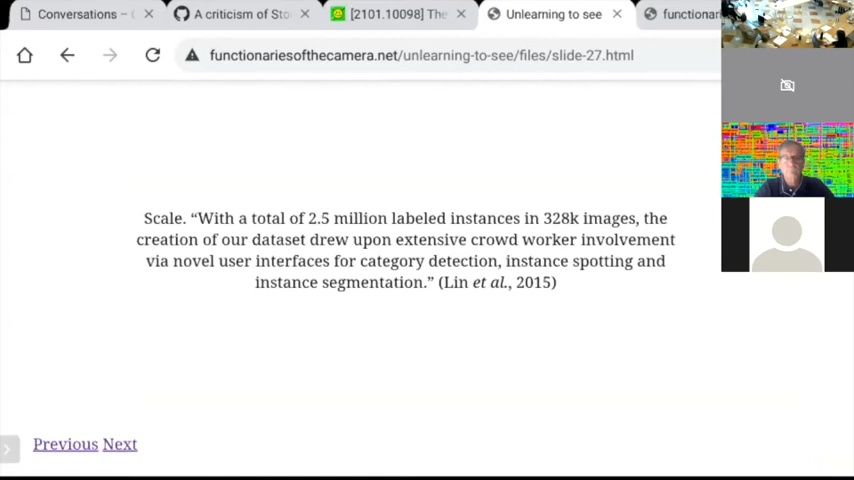 Conversations –
A criticism of Sto
[2101.10098] The
Unlearning to see
functionar
functionariesofthecamera.net/unlearning-to-see/files/slide-27.html
Scale. “With a total of 2.5 million labeled instances in 328k images, the
creation of our dataset drew upon extensive crowd worker involvement
via novel user interfaces for category detection, instance spotting and
instance segmentation.” (Lin et al., 2015)
Previous Next